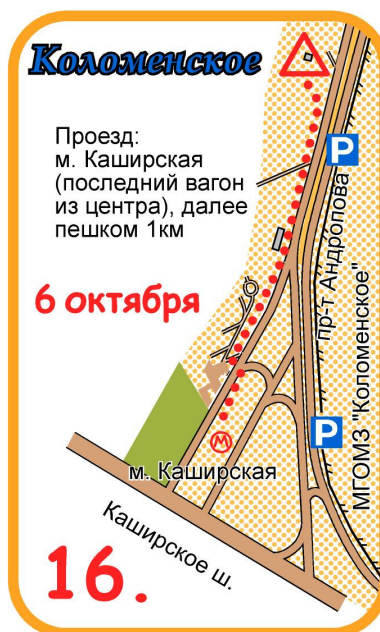 Коломенское
Проезд:
м. Каширская
(последний вагон
из центра), далее
пешком 1км
P
6 октября
пр-т Андропова
МГОМЗ "Коломенское"
P
М
м. Каширская
Каширское ш.
16.